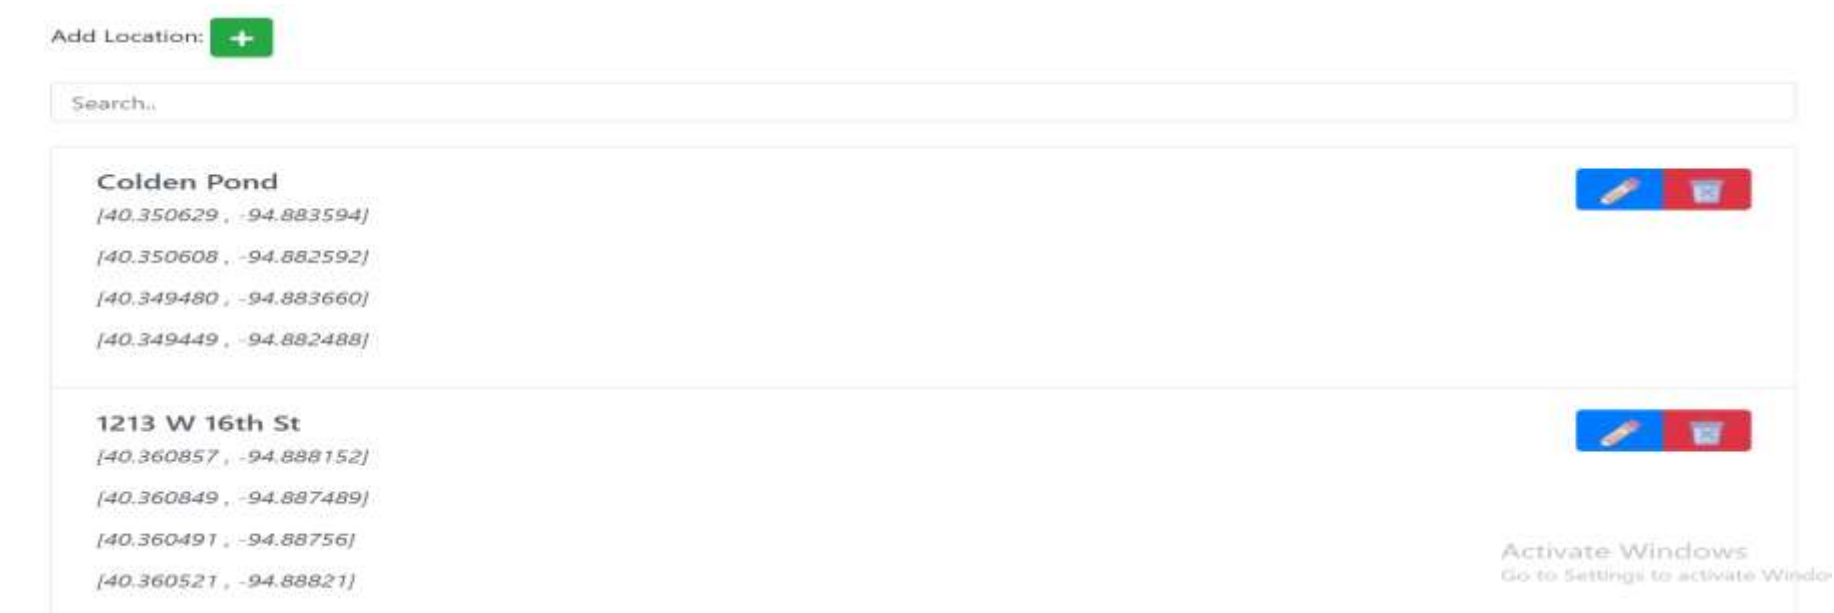 Add Location: +
Search..
Colden Pond
[40.350629 , -94.883594]
[40.350608 , -94.882592]
[40.349480 , -94.883660]
[40.349449 , -94.882488]
1213 W 16th St
[40.360857 , -94.888152]
[40.360849 , -94.887489]
[40.360491 , -94.88756]
[40.360521 , -94.88821]
Activate Windows
Go to Settings to activate Windo